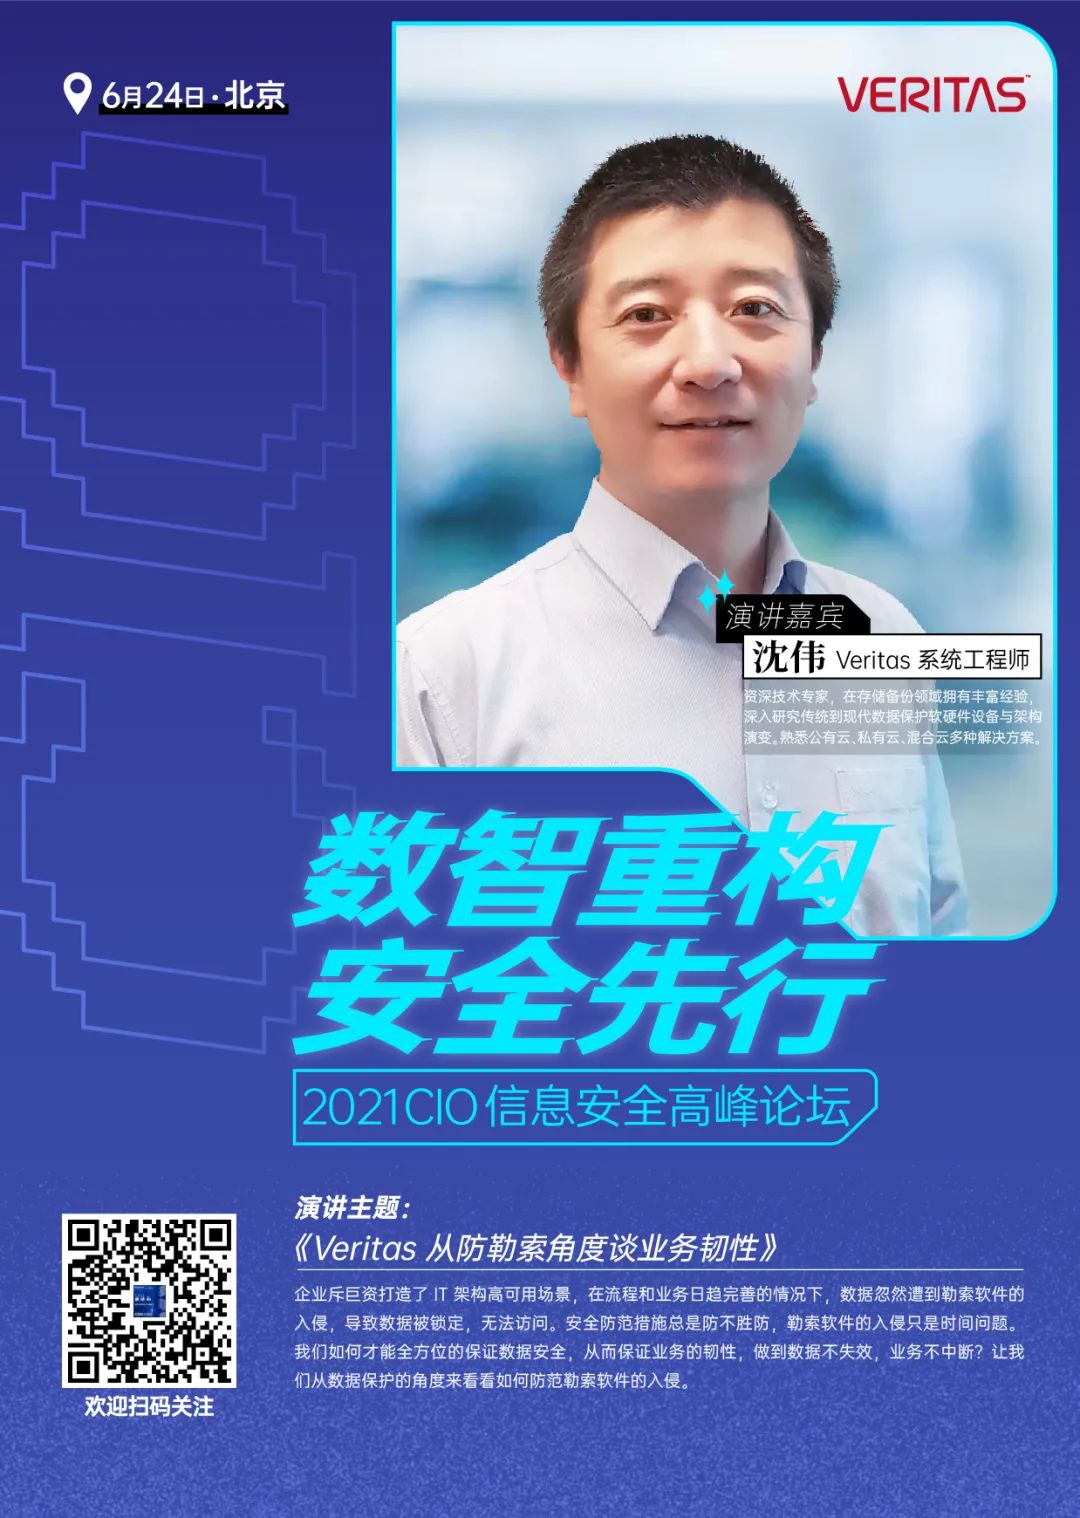 6月24日·北京
VERITAS™
演讲嘉宾
沈伟 Veritas 系统工程师
资深技术专家，在存储备份领域拥有丰富经验，
深入研究传统到现代数据保护软硬件设备与架构
演变。熟悉公有云、私有云、混合云多种解决方案。
数智重构
安全先行
2021CIO信息安全高峰论坛
演讲主题：
《Veritas 从防勒索角度谈业务韧性》
企业斥巨资打造了 IT 架构高可用场景，在流程和业务日趋完善的情况下，数据忽然遭到勒索软件的
入侵，导致数据被锁定，无法访问。安全防范措施总是防不胜防，勒索软件的入侵只是时间问题。
我们如何才能全方位的保证数据安全，从而保证业务的韧性，做到数据不失效，业务不中断？让我
们从数据保护的角度来看看如何防范勒索软件的入侵。
欢迎扫码关注